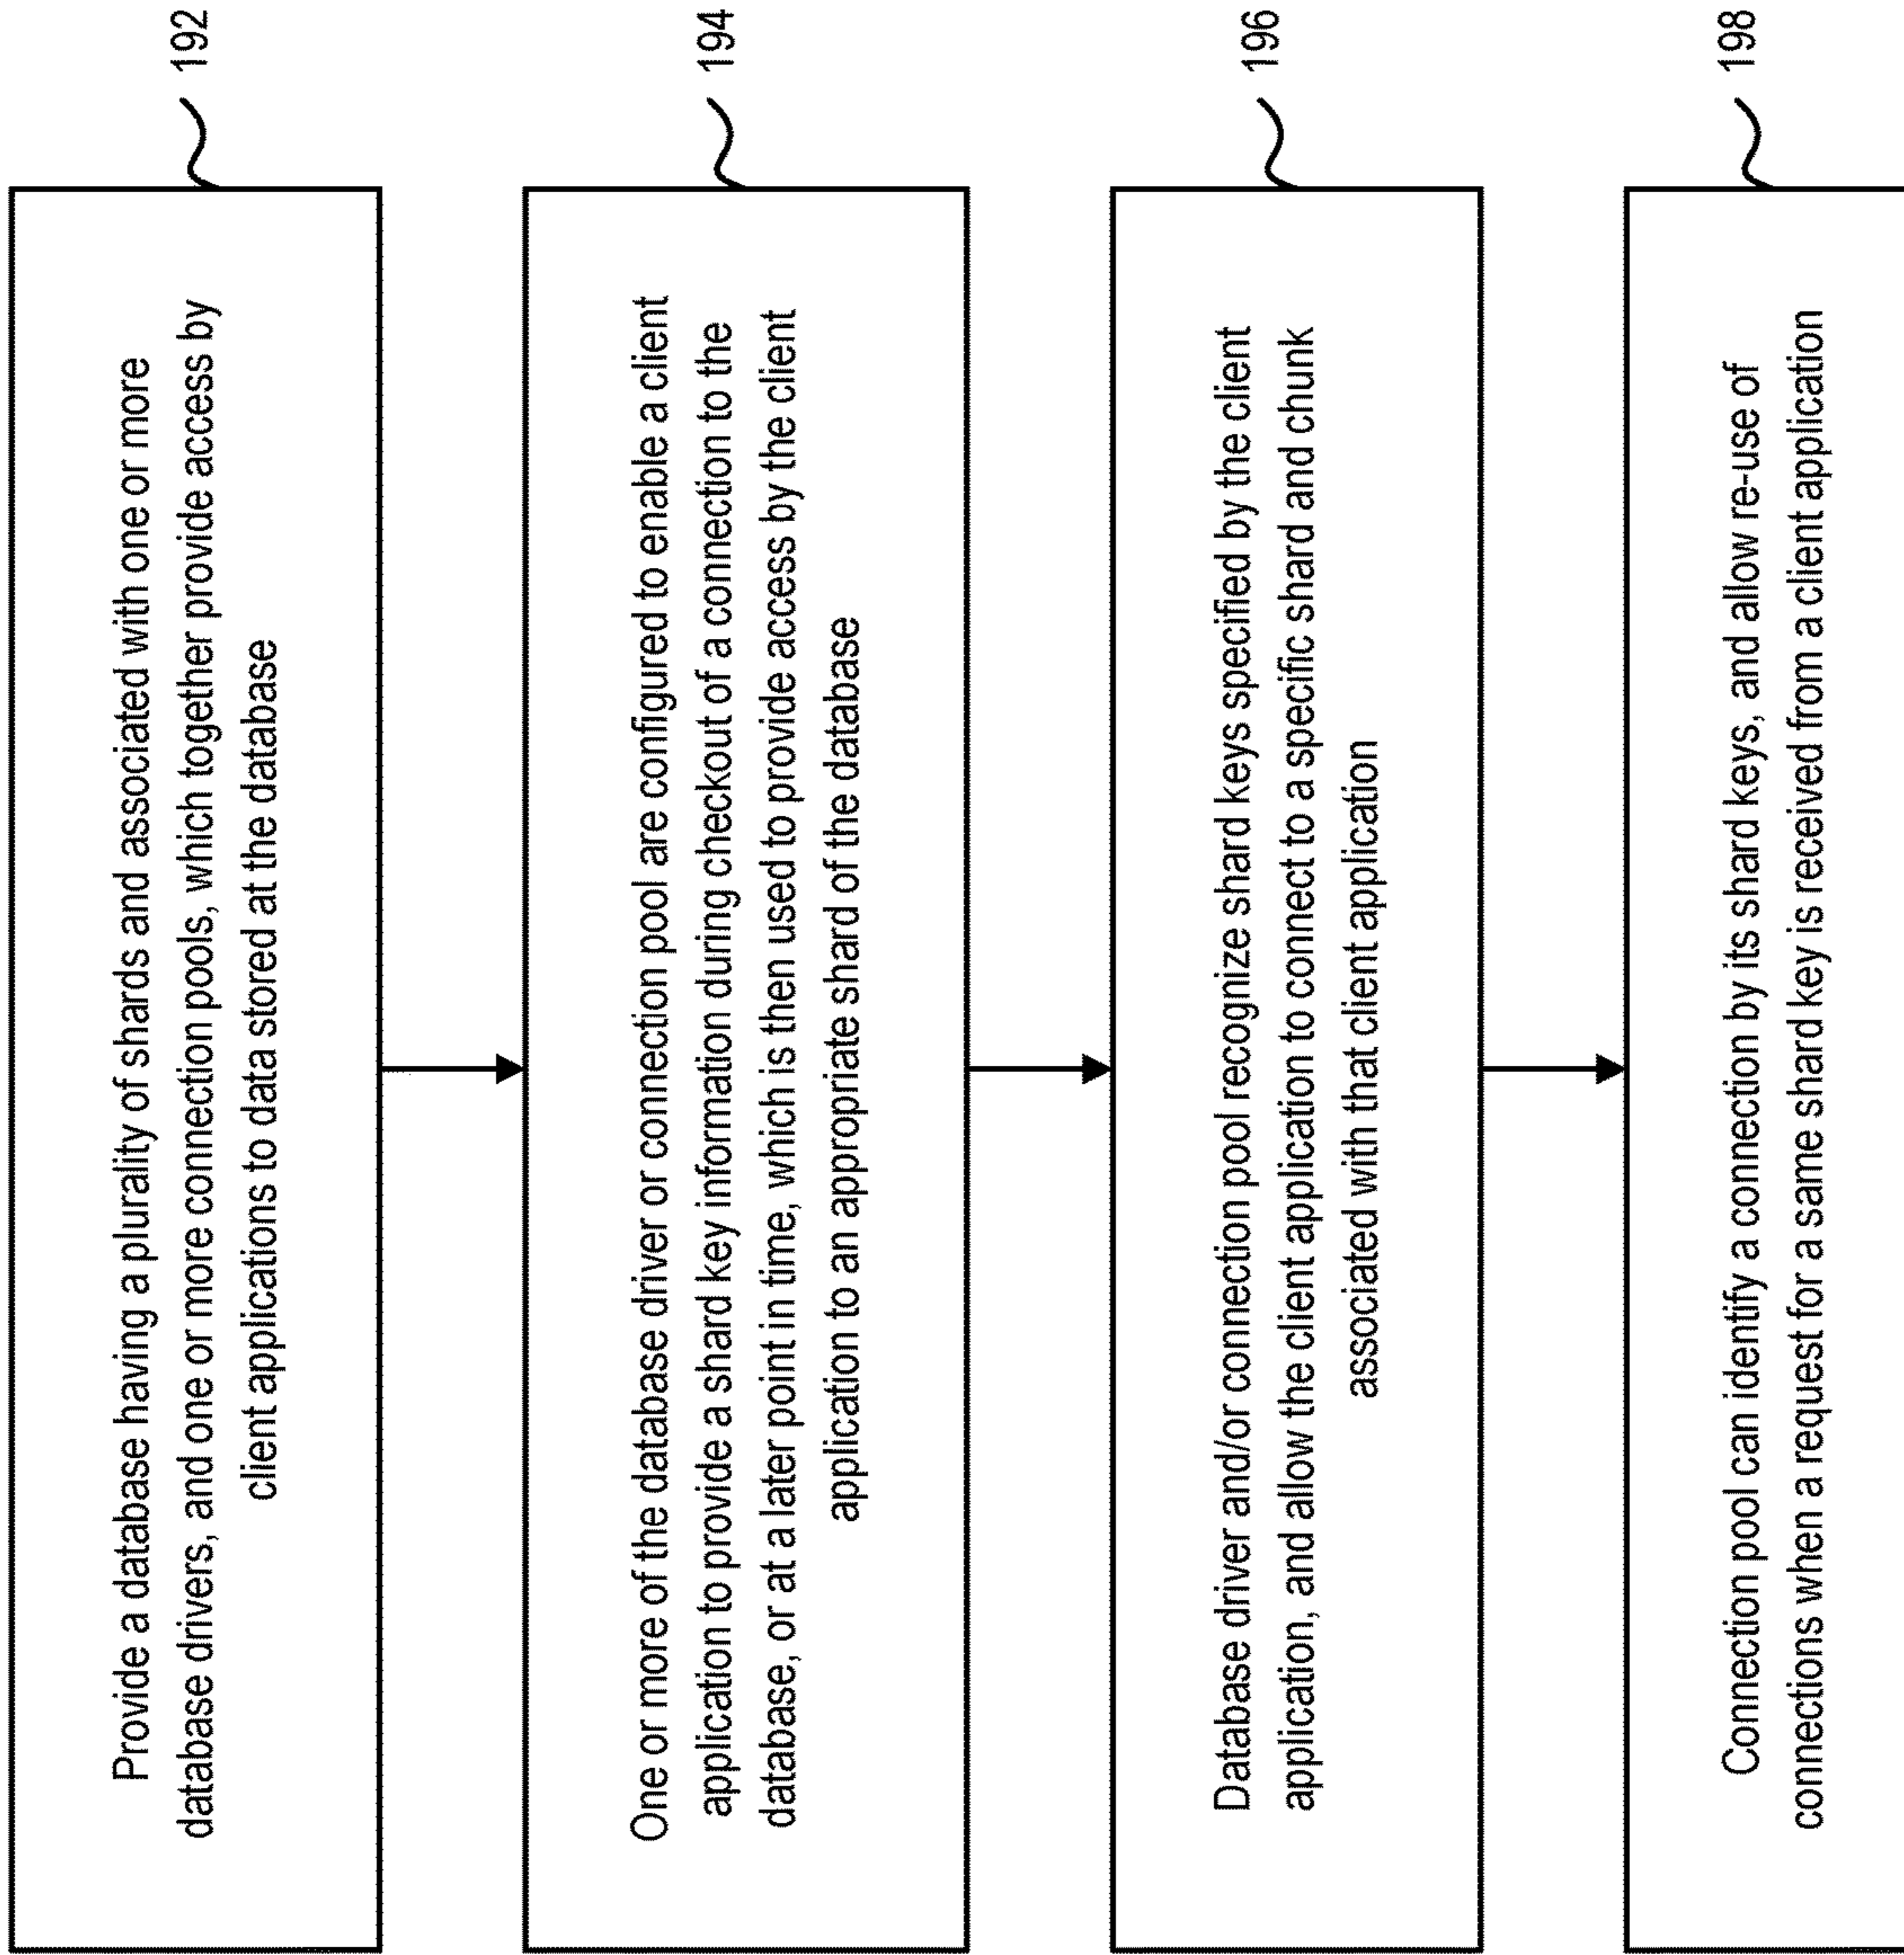 Provide a database having a plurality of shards and associated with one or more
database drivers, and one or more connection pools, which together provide access by
client applications to data stored at the database
192
One or more of the database driver or connection pool are configured to enable a client
application to provide a shard key information during checkout of a connection to the
database, or at a later point in time, which is then used to provide access by the client
application to an appropriate shard of the database
194
Database driver and/or connection pool recognize shard keys specified by the client
application, and allow the client application to connect to a specific shard and chunk
associated with that client application
196
Connection pool can identify a connection by its shard keys, and allow re-use of
connections when a request for a same shard key is received from a client application
198